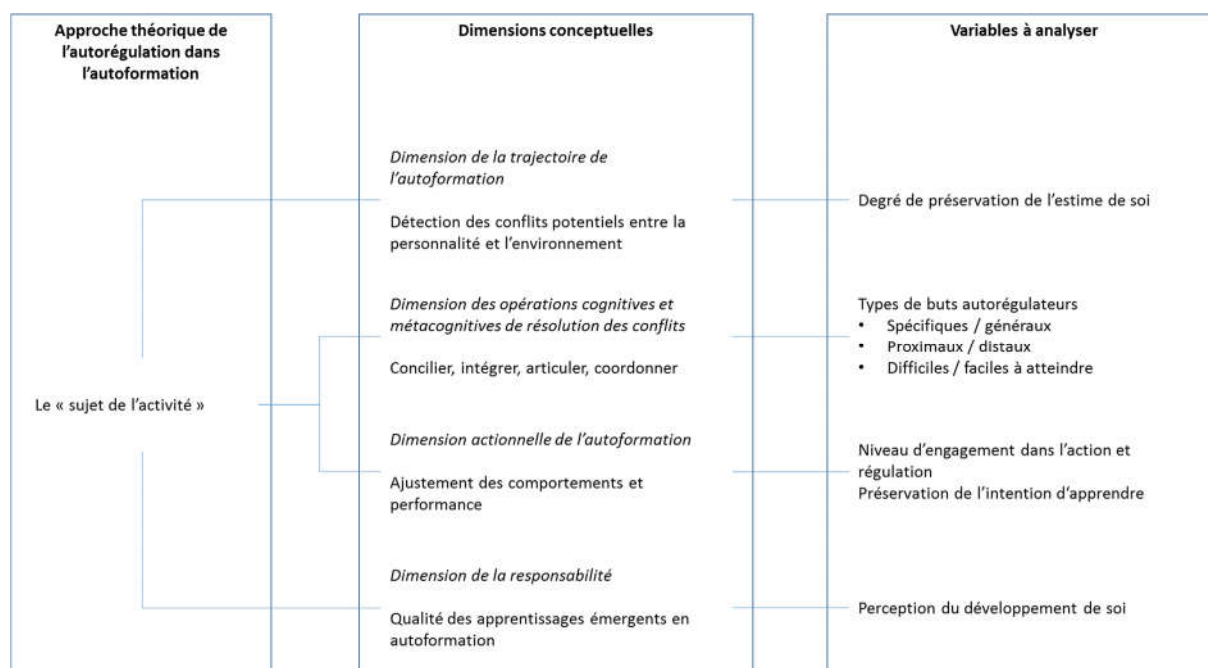 Approche théorique de
l'autorégulation dans
l'autoformation
Dimensions conceptuelles
Variables à analyser
Dimension de la trajectoire de
l'autoformation
Détection des conflits potentiels entre la
personnalité et l'environnement
Degré de préservation de l'estime de soi
Dimension des opérations cognitives et
métacognitives de résolution des conflits
Concilier, intégrer, articuler, coordonner
Types de buts autorégulateurs
• Spécifiques / généraux
• Proximaux / distaux
• Difficiles / faciles à atteindre
Le « sujet de l'activité »
Dimension actionnelle de l'autoformation
Ajustement des comportements et
performance
Niveau d'engagement dans l'action et
régulation
Préservation de l'intention d'apprendre
Dimension de la responsabilité
Qualité des apprentissages émergents en
autoformation
Perception du développement de soi